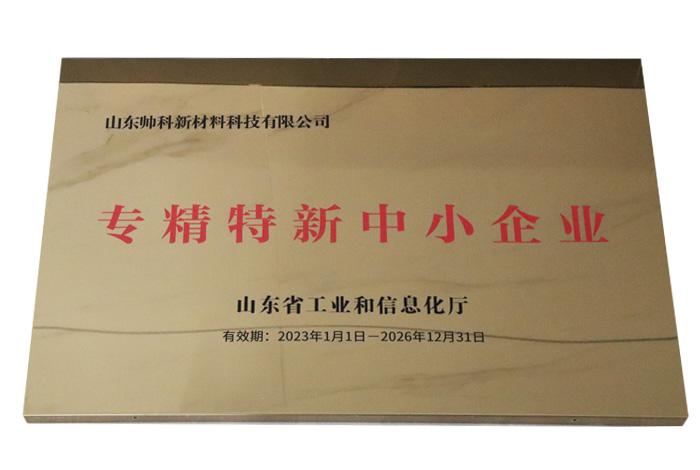 山东帅科新材料科技有限公司
专精特新中小企业
山东省工业和信息化厅
有效期：2023年1月1日－2026年12月31日